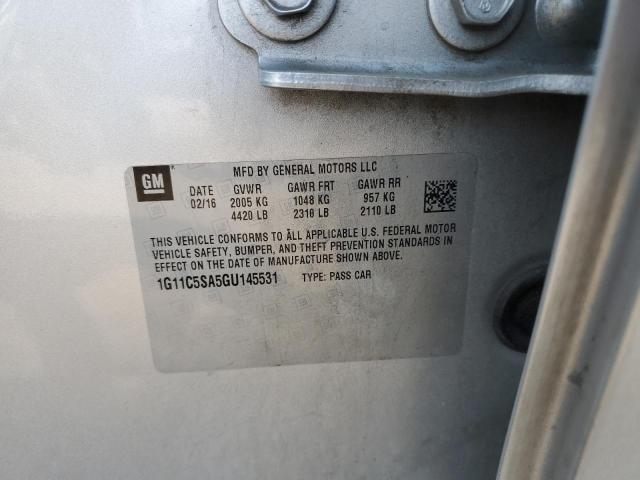 GM
MFD BY GENERAL MOTORS LLC
DATE GVWR GAWR FRT GAWR RR
02/16 2005 KG 1048 KG 957 KG
4420 LB 2310 LB 2110 LB
THIS VEHICLE CONFORMS TO ALL APPLICABLE U.S. FEDERAL MOTOR
VEHICLE SAFETY, BUMPER, AND THEFT PREVENTION STANDARDS IN
EFFECT ON THE DATE OF MANUFACTURE SHOWN ABOVE.
1G11C5SA5GU145531 TYPE: PASS CAR